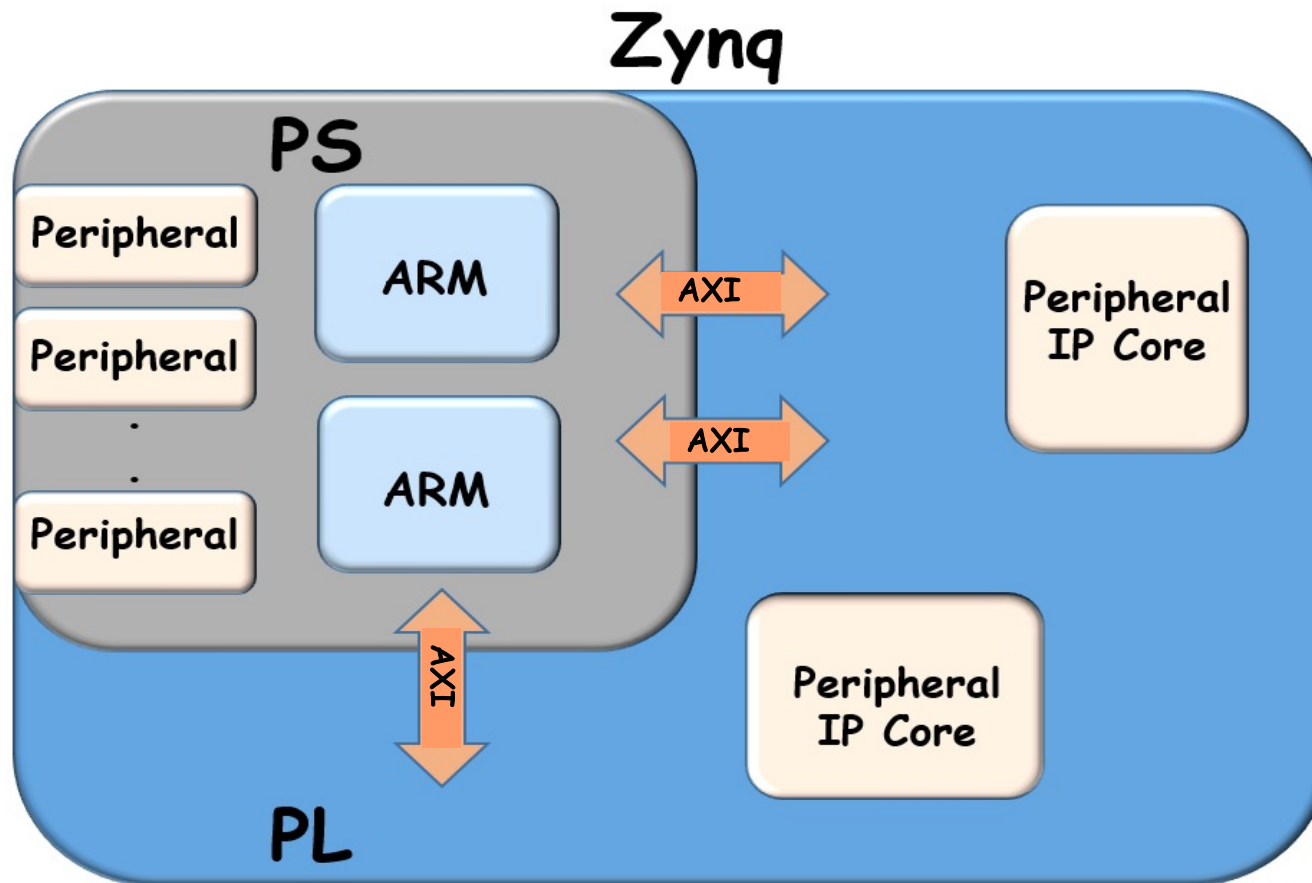 Zynq
PS
Peripheral
ARM
Peripheral
.
.
Peripheral
ARM
AXI
AXI
AXI
Peripheral
IP Core
Peripheral
IP Core
PL